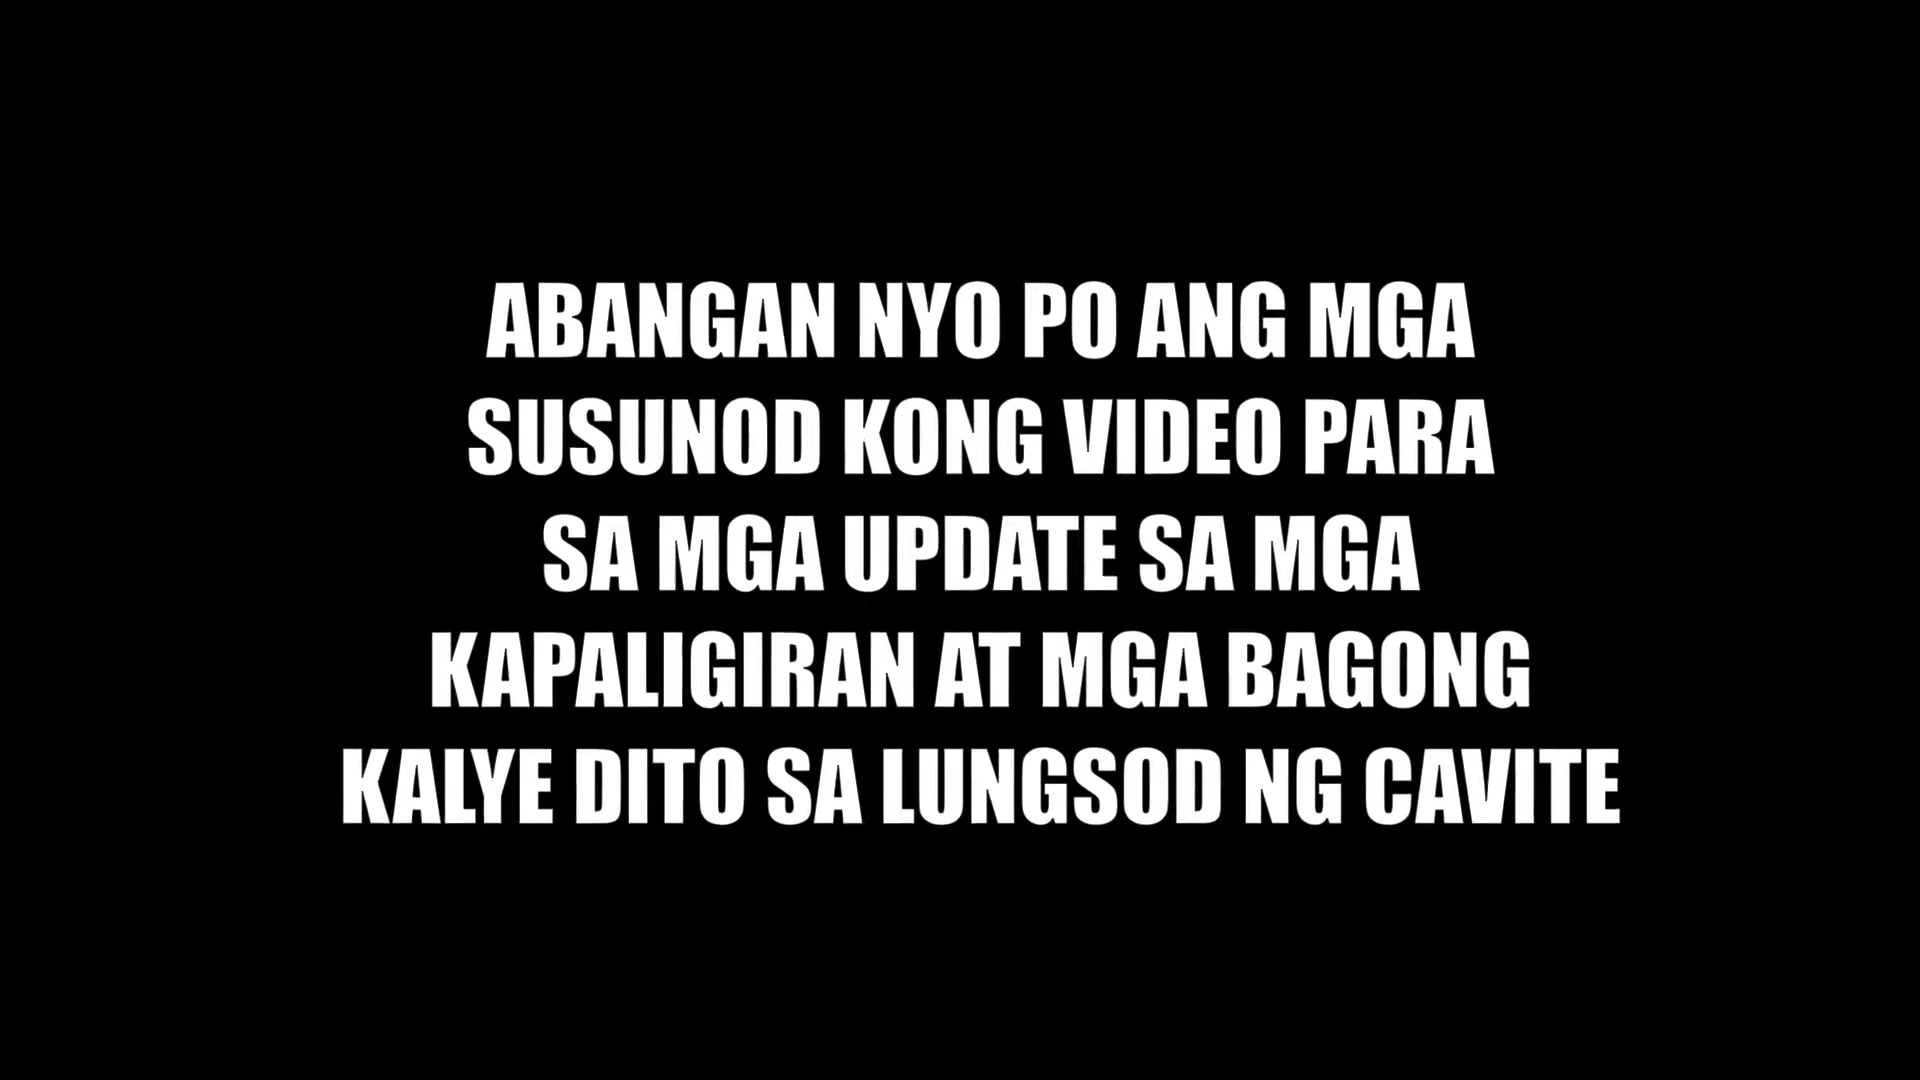 ABANGAN NYO PO ANG MGA
SUSUNOD KONG VIDEO PARA
SA MGA UPDATE SA MGA
KAPALIGIRAN AT MGA BAGONG
KALYE DITO SA LUNGSOD NG CAVITE